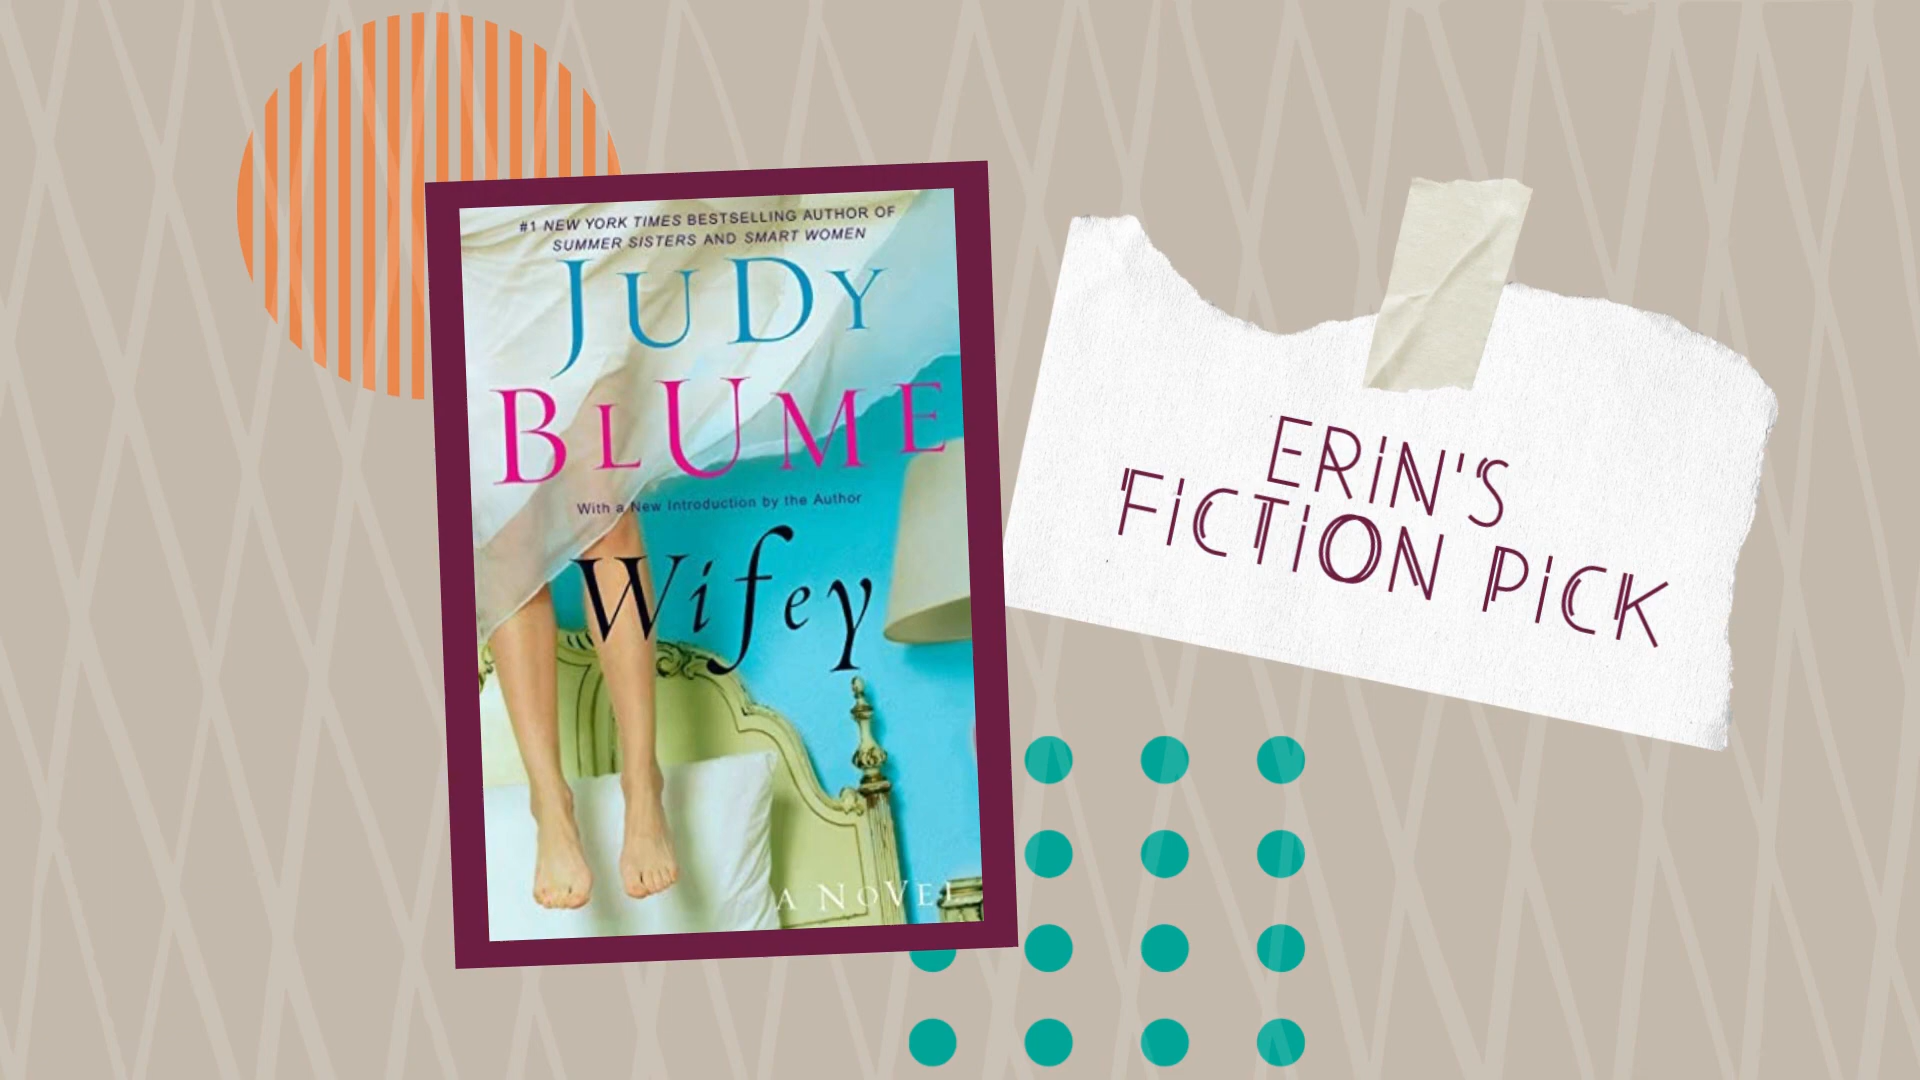 #1 NEW YORK TIMES BESTSELLING AUTHOR OF
SUMMER SISTERS AND SMART WOMEN
JUDY
BLUME
With a New Introduction by the Author
Wifey
A NOVEL
ERIN'S
FICTION PICK